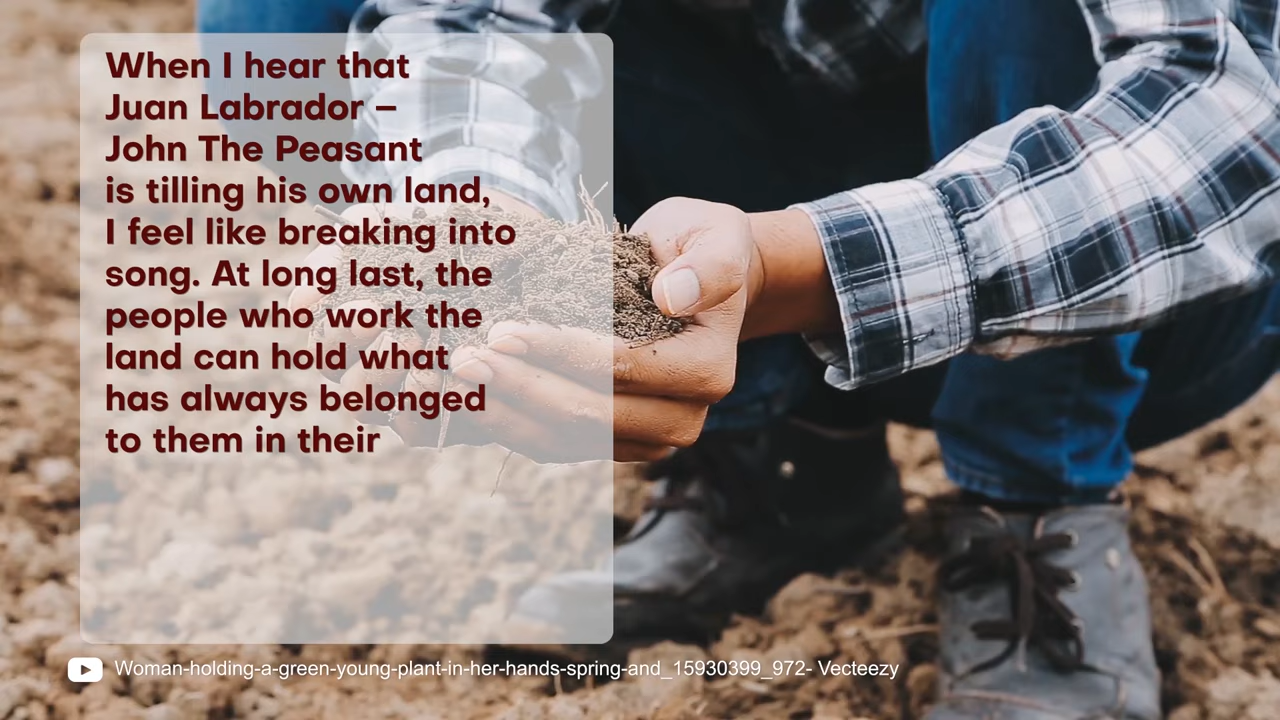 When I hear that
Juan Labrador –
John The Peasant
is tilling his own land,
I feel like breaking into
song. At long last, the
people who work the
land can hold what
has always belonged
to them in their
Woman-holding-a-green-young-plant-in-her-hands-spring-and_15930399_972- Vecteezy